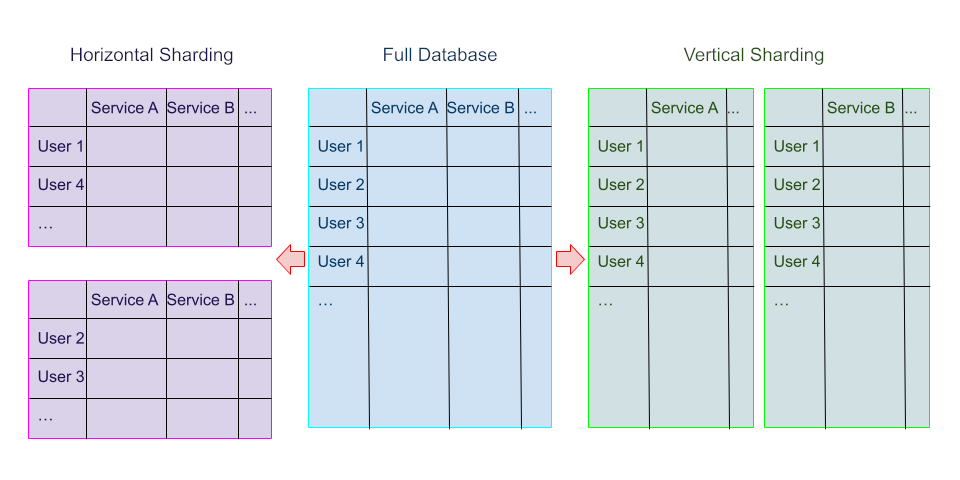 Horizontal Sharding
Service A Service B ...
User 1
User 4
...
Service A Service B ...
User 2
User 3
...
Full Database
Service A Service B ...
User 1
User 2
User 3
User 4
...
Vertical Sharding
Service A ...
User 1
User 2
User 3
User 4
...
Service B ...
User 1
User 2
User 3
User 4
...